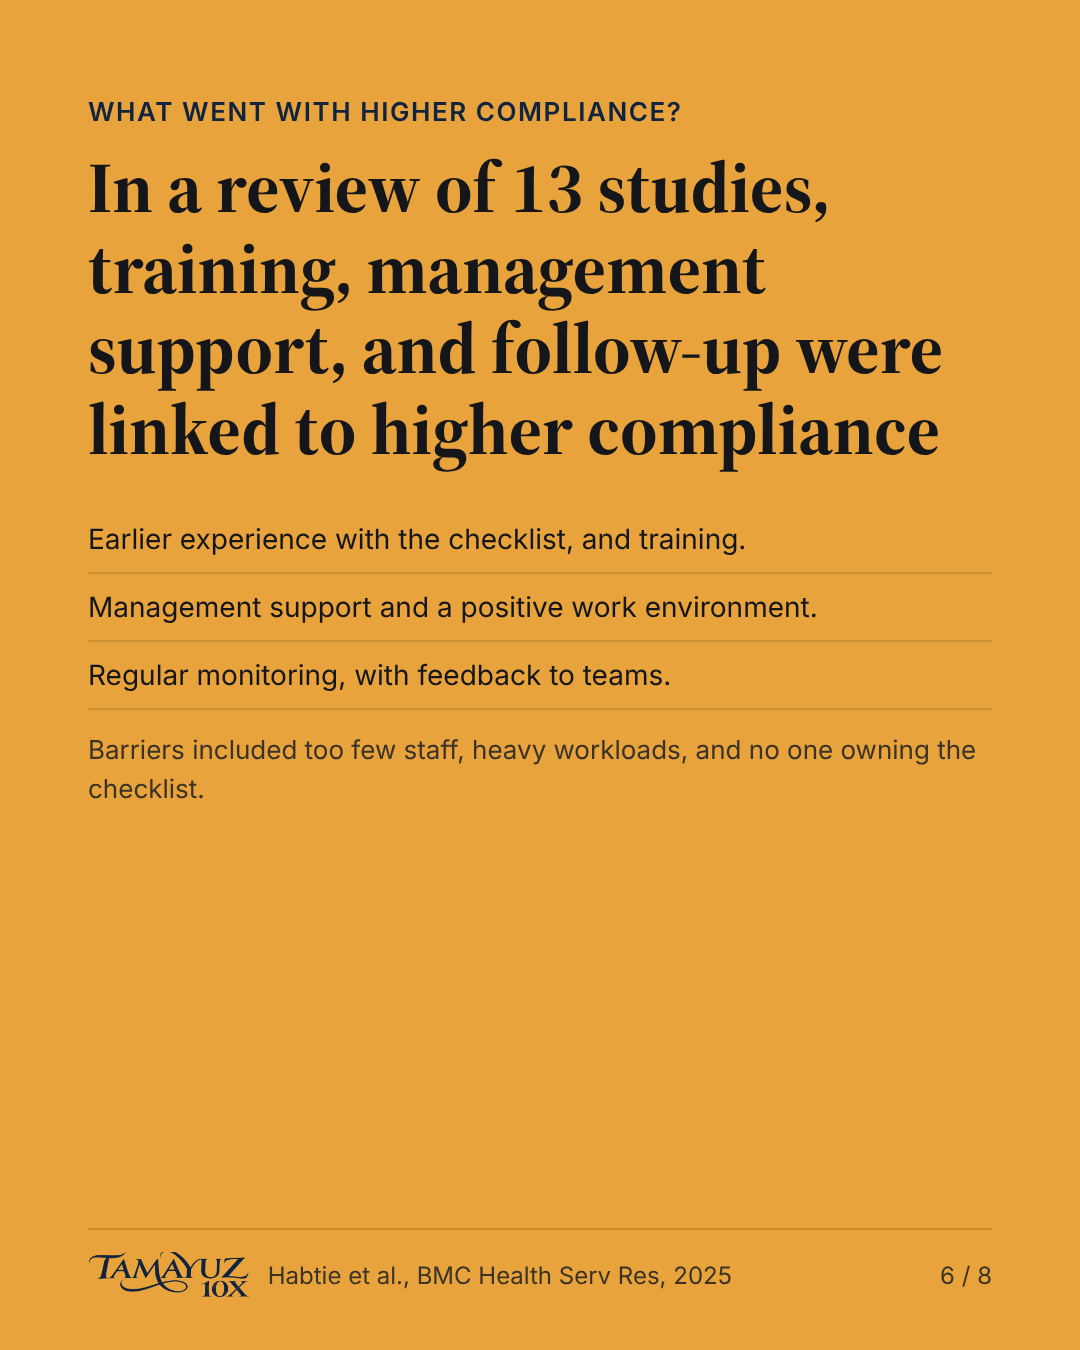 WHAT WENT WITH HIGHER COMPLIANCE?
In a review of 13 studies,
training, management
support, and follow-up were
linked to higher compliance
Earlier experience with the checklist, and training.
Management support and a positive work environment.
Regular monitoring, with feedback to teams.
Barriers included too few staff, heavy workloads, and no one owning the
checklist.
TAMAYUZ
10X
Habtie et al., BMC Health Serv Res, 2025
6 / 8